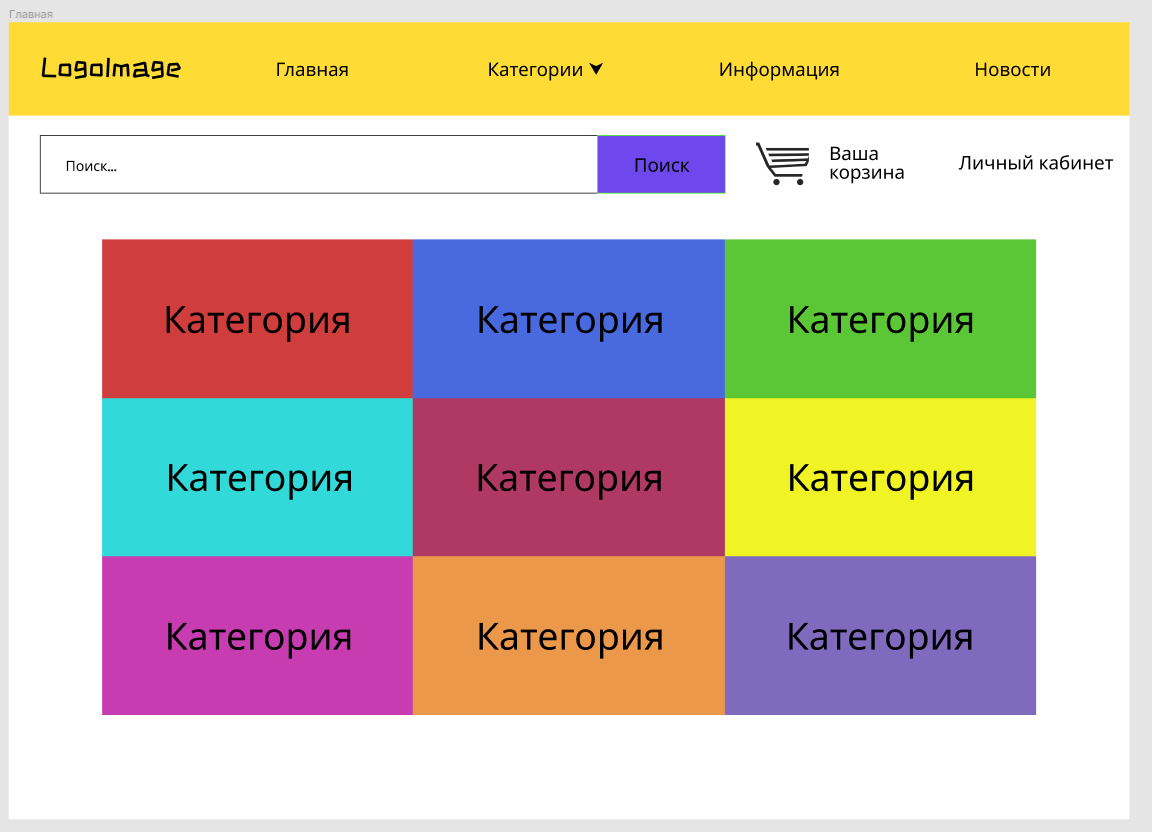 Главная
LogoImage
Главная
Категории
Информация
Новости
Поиск...
Поиск
Ваша
корзина
Личный кабинет
Категория
Категория
Категория
Категория
Категория
Категория
Категория
Категория
Категория